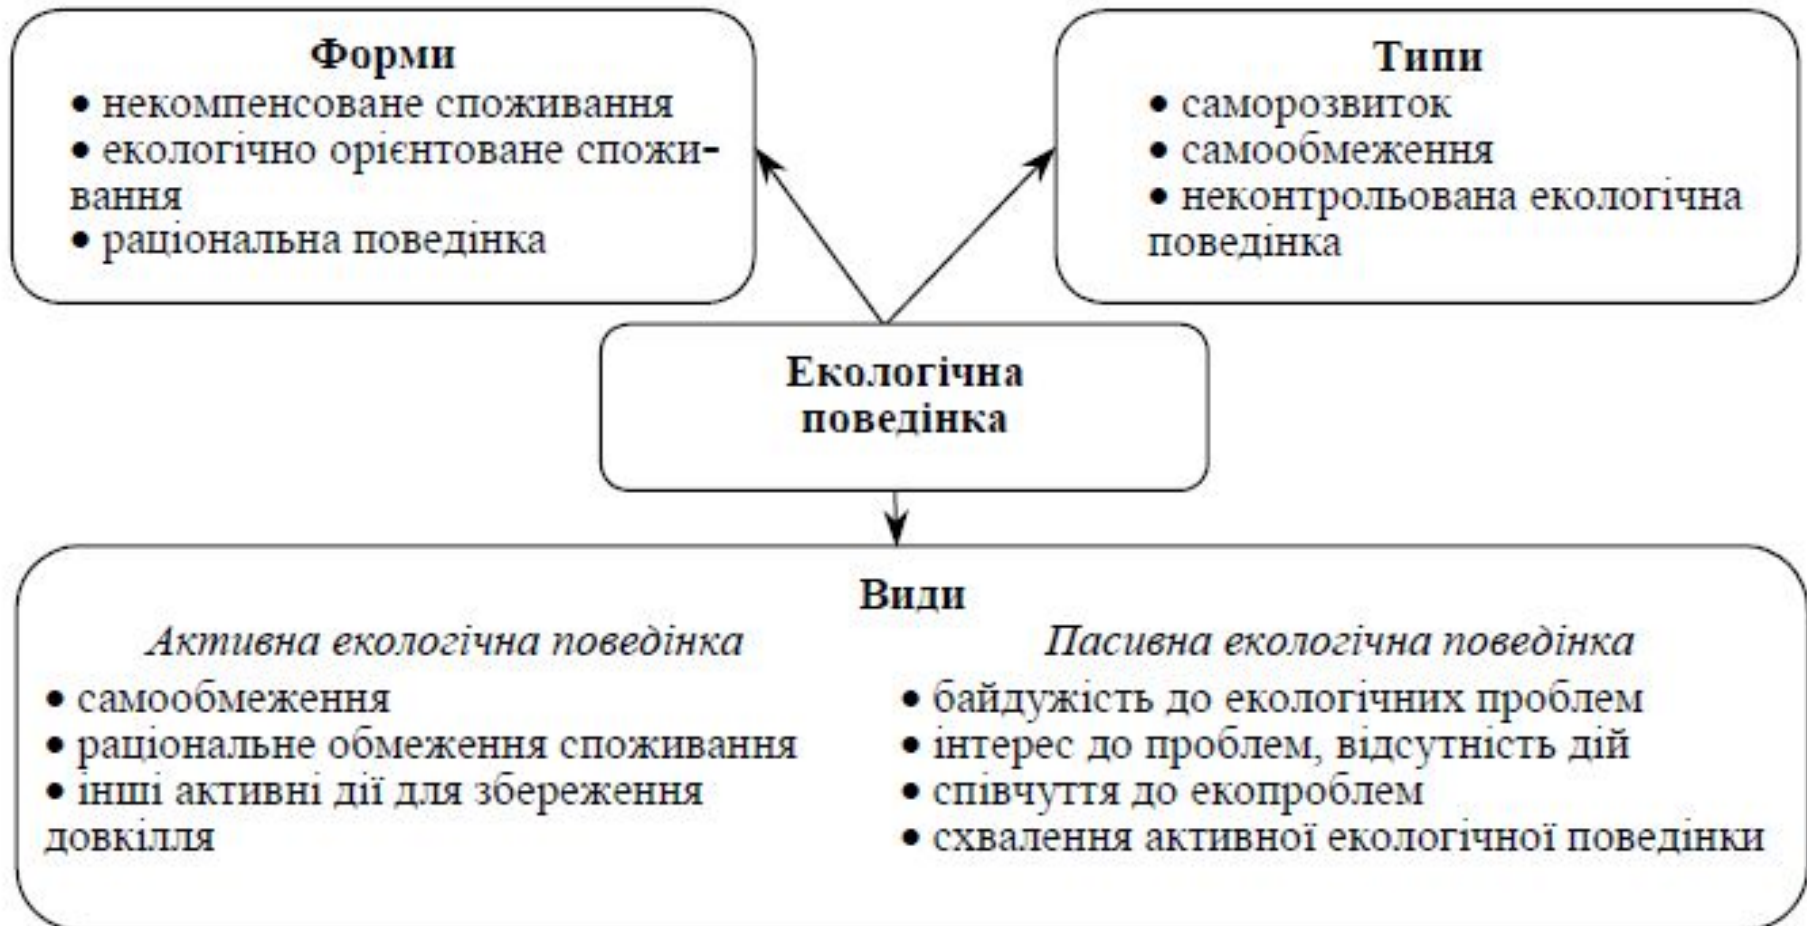 Форми
• некомпенсоване споживання
• екологічно орієнтоване спожи-
вання
• раціональна поведінка
Типи
• саморозвиток
• самообмеження
• неконтрольована екологічна
поведінка
Екологічна
поведінка
Види
Активна екологічна поведінка
• самообмеження
• раціональне обмеження споживання
• інші активні дії для збереження
довкілля
Пасивна екологічна поведінка
• байдужість до екологічних проблем
• інтерес до проблем, відсутність дій
• співчуття до екопроблем
• схвалення активної екологічної поведінки